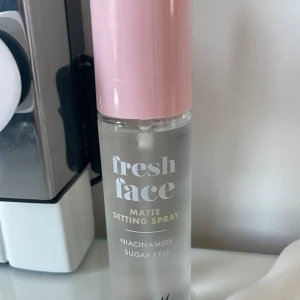 fresh
face
MATTE
SETTING SPRAY
NIACINAMIDE
SUGAR KELP